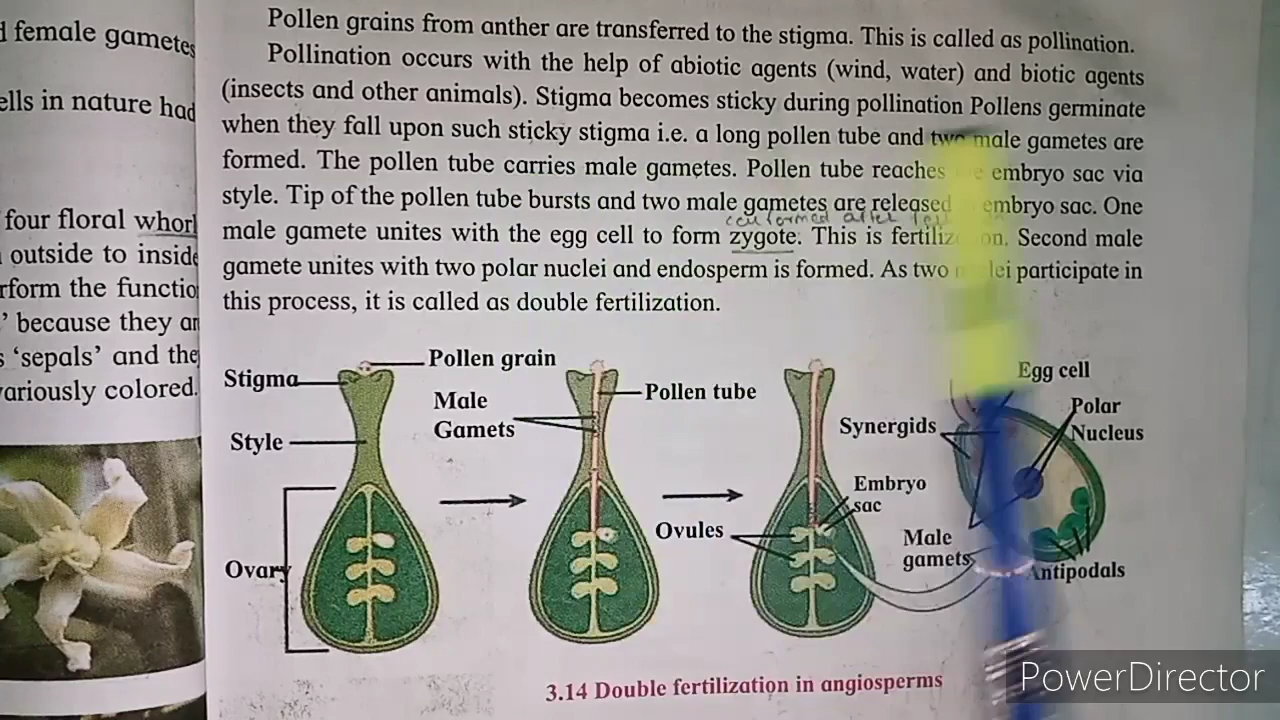 d female gametes
ells in nature had
four floral whorl
outside to inside
rform the functio
’ because they ar
s ‘sepals’ and the
variously colored.
Pollen grains from anther are transferred to the stigma. This is called as pollination.
Pollination occurs with the help of abiotic agents (wind, water) and biotic agents
(insects and other animals). Stigma becomes sticky during pollination Pollens germinate
when they fall upon such sticky stigma i.e. a long pollen tube and two male gametes are
formed. The pollen tube carries male gametes. Pollen tube reaches embryo sac via
style. Tip of the pollen tube bursts and two male gametes are released embryo sac. One
cell formed after
male gamete unites with the egg cell to form zygote. This is fertilization. Second male
gamete unites with two polar nuclei and endosperm is formed. As two nuclei participate in
this process, it is called as double fertilization.
Stigma
Pollen grain
Style
Ovary
Male
Gamets
Pollen tube
Ovules
Embryo
sac
Synergids
Egg cell
Polar
Nucleus
Male
gamets
Antipodals
3.14 Double fertilization in angiosperms
PowerDirector